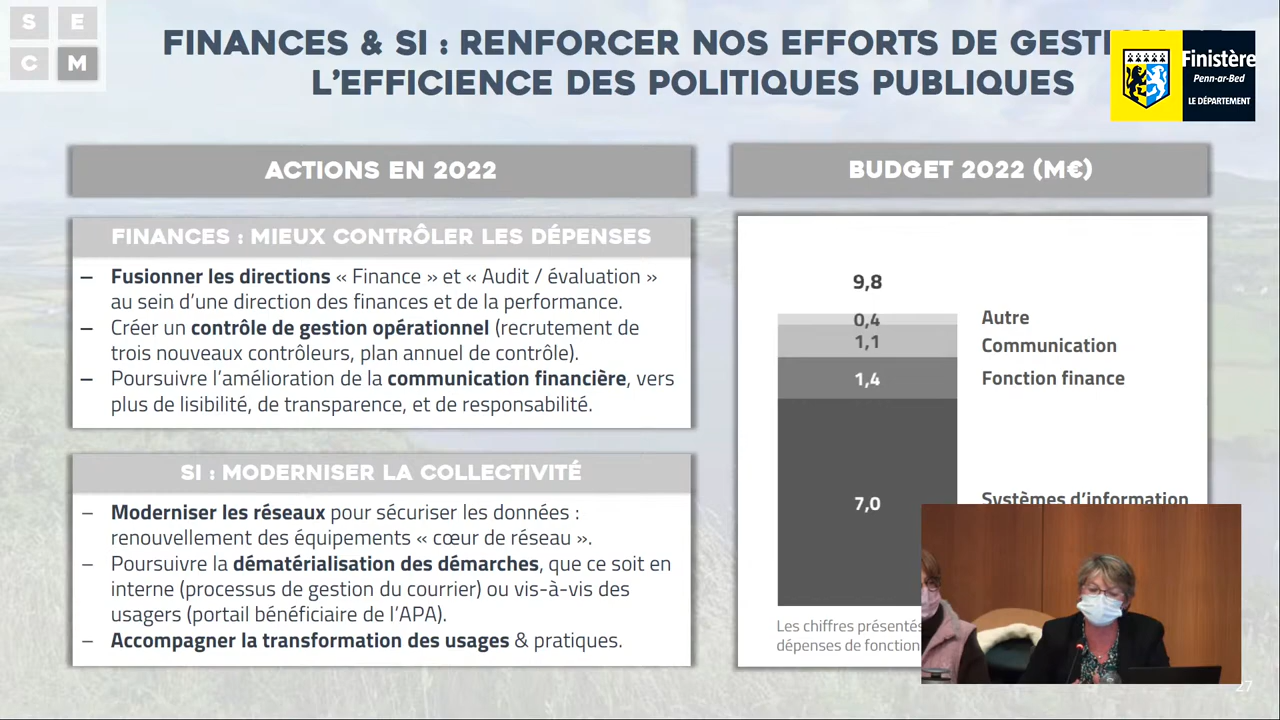 S E
C M
FINANCES & SI : RENFORCER NOS EFFORTS DE
L’EFFICIENCE DES POLITIQUES PUBLIQUES
Finistère
Penn-ar-Bed
LE DÉPARTEMENT
ACTIONS EN 2022
FINANCES : MIEUX CONTRÔLER LES DÉPENSES
– Fusionner les directions « Finance » et « Audit / évaluation »
au sein d’une direction des finances et de la performance.
– Créer un contrôle de gestion opérationnel (recrutement de
trois nouveaux contrôleurs, plan annuel de contrôle).
– Poursuivre l’amélioration de la communication financière, vers
plus de lisibilité, de transparence, et de responsabilité.
SI : MODERNISER LA COLLECTIVITÉ
– Moderniser les réseaux pour sécuriser les données :
renouvellement des équipements « cœur de réseau ».
– Poursuivre la dématérialisation des démarches, que ce soit en
interne (processus de gestion du courrier) ou vis-à-vis des
usagers (portail bénéficiaire de l’APA).
– Accompagner la transformation des usages & pratiques.
BUDGET 2022 (M€)
9,8
0,4 Autre
1,1 Communication
1,4 Fonction finance
7,0 Systèmes d’information
Les chiffres présentés
dépenses de
27